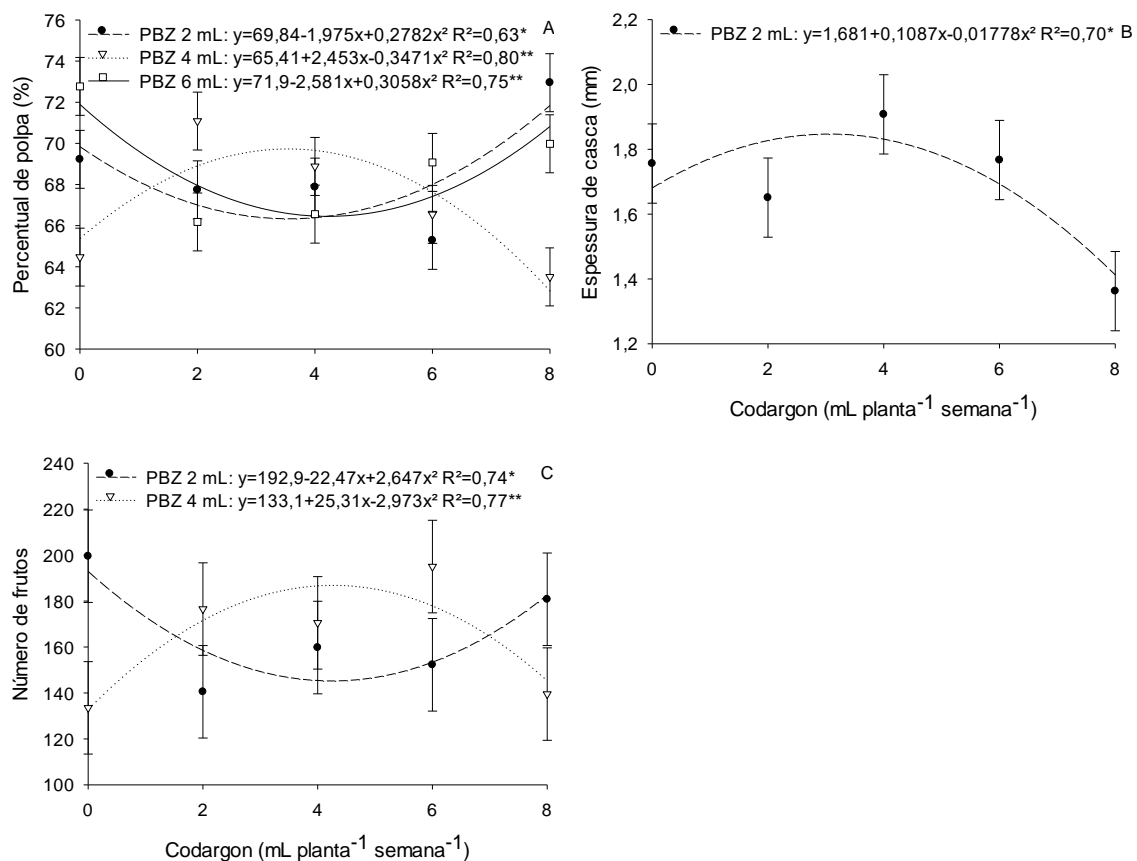 A
PBZ 2 mL: y=69,84-1,975x+0,2782x² R²=0,63*
PBZ 4 mL: y=65,41+2,453x-0,3471x² R²=0,80**
PBZ 6 mL: y=71,9-2,581x+0,3058x² R²=0,75**
Percentual de polpa (%)
76
74
72
70
68
66
64
62
60
0 2 4 6 8
PBZ 2 mL: y=1,681+0,1087x-0,01778x² R²=0,70* B
Espessura de casca (mm)
2,2
2,0
1,8
1,6
1,4
1,2
0 2 4 6 8
Codargon (mL planta⁻¹ semana⁻¹)
PBZ 2 mL: y=192,9-22,47x+2,647x² R²=0,74* C
PBZ 4 mL: y=133,1+25,31x-2,973x² R²=0,77**
Número de frutos
240
220
200
180
160
140
120
100
0 2 4 6 8
Codargon (mL planta⁻¹ semana⁻¹)